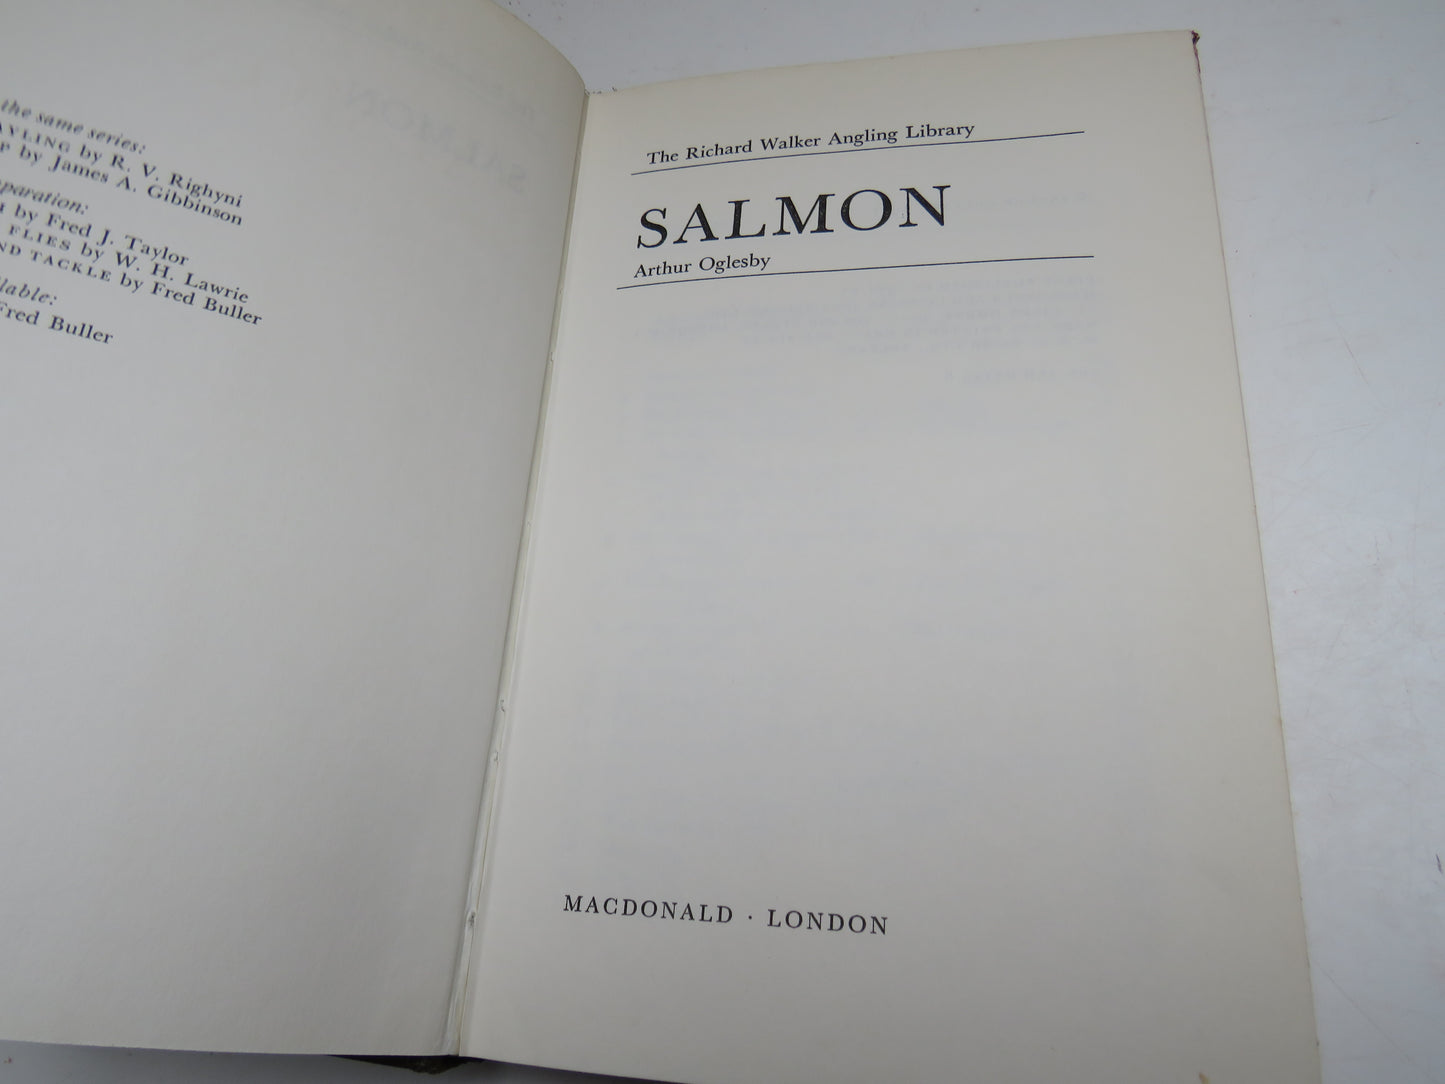 the same series:
AYLING by R. V. Righyni
P by James A. Gibbinson
paration:
H by Fred J. Taylor
FLIES by W. H. Lawrie
ND TACKLE by Fred Buller
lable:
Fred Buller
The Richard Walker Angling Library
SALMON
Arthur Oglesby
MACDONALD · LONDON